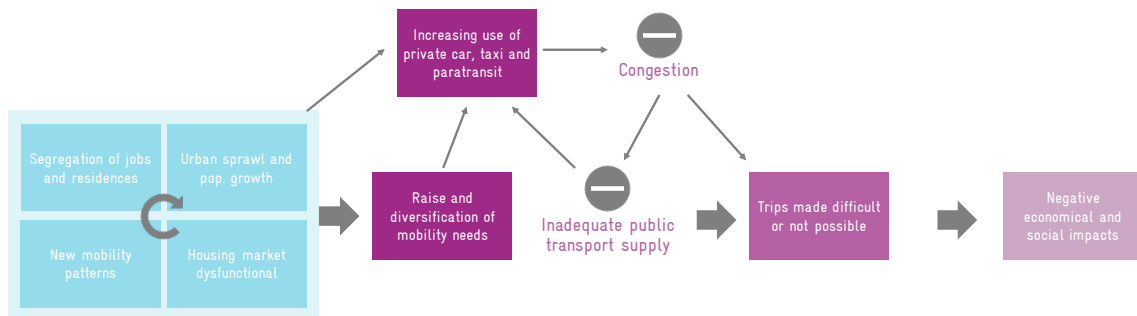 Increasing use of
private car, taxi and
paratransit
Congestion
Segregation of jobs
and residences
Urban sprawl and
pop. growth
New mobility
patterns
Housing market
dysfunctional
Raise and
diversification of
mobility needs
Inadequate public
transport supply
Trips made difficult
or not possible
Negative
economical and
social impacts